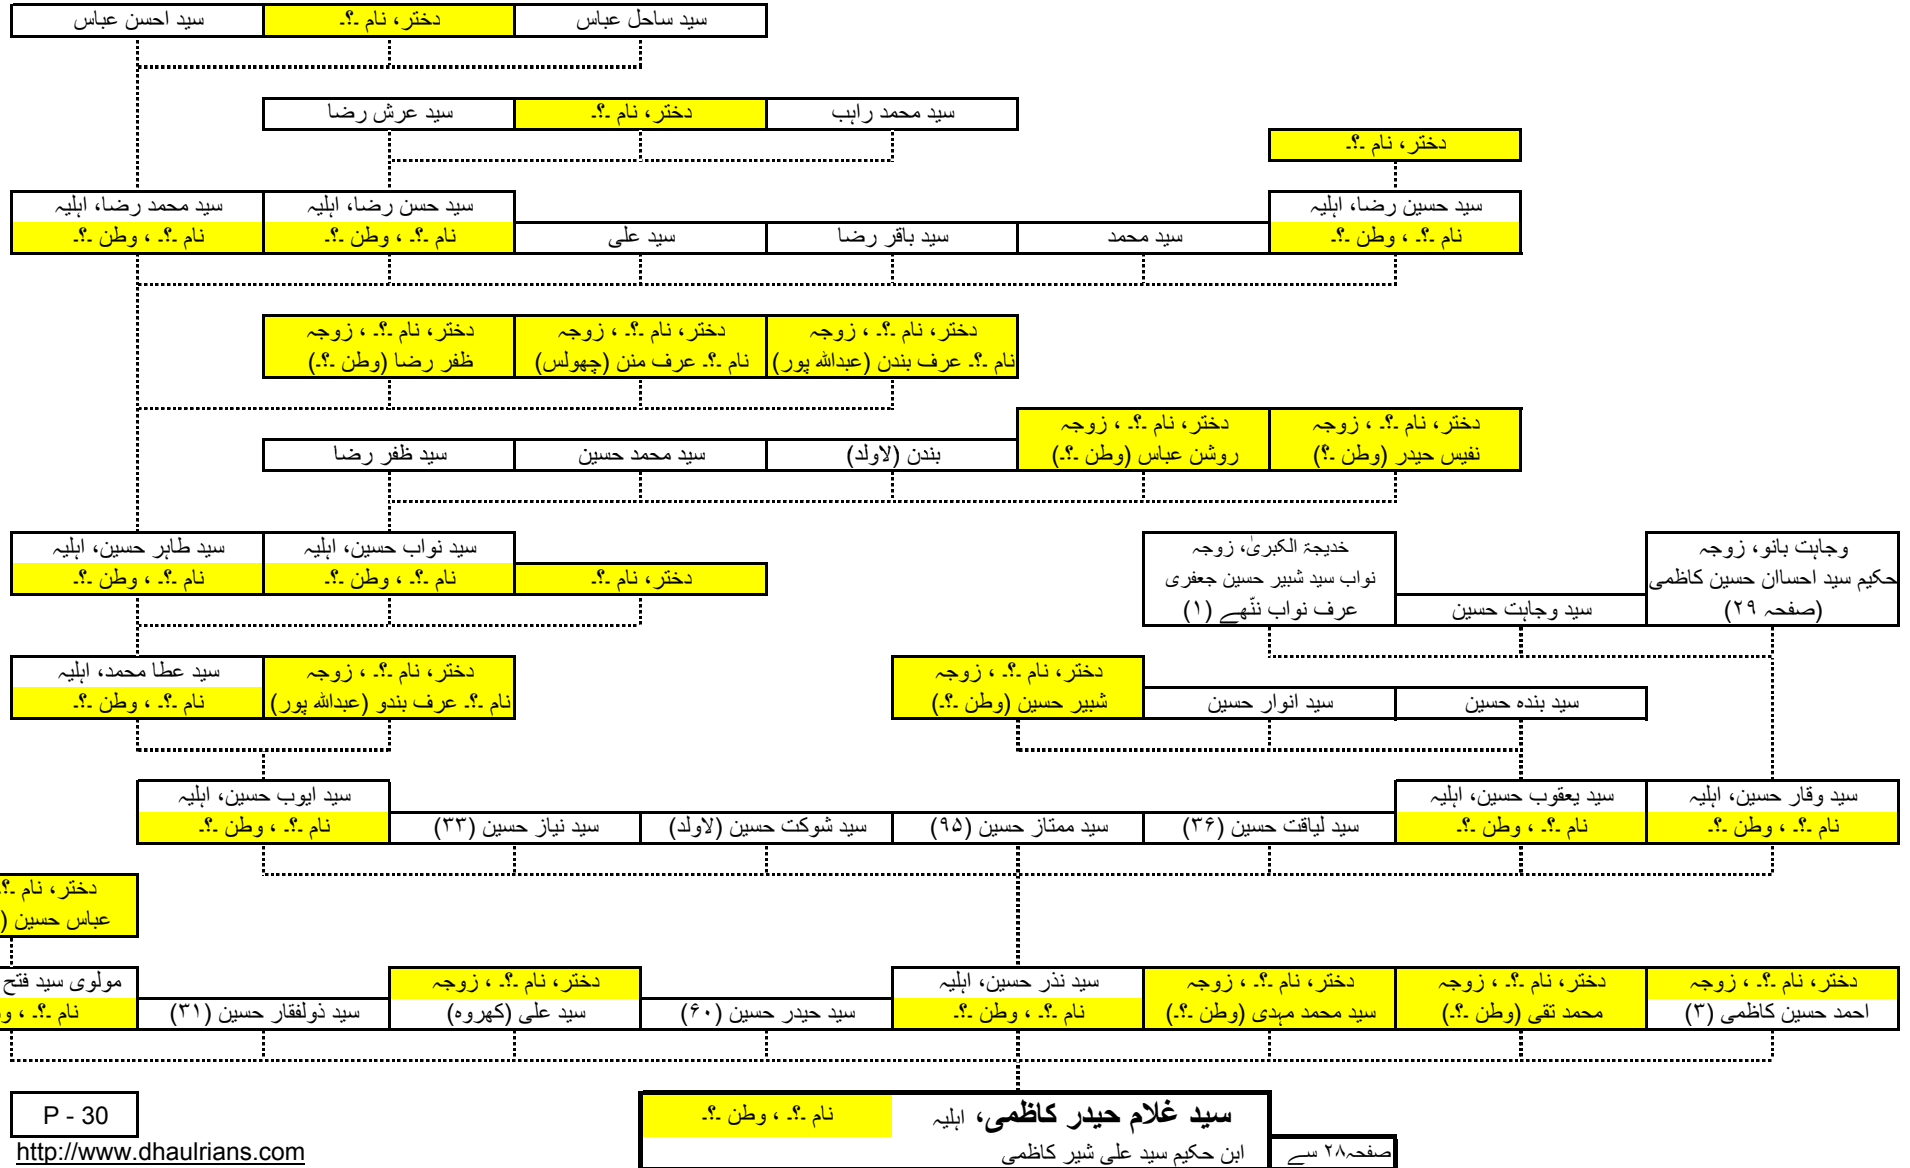 سید ساحل عباس
دختر، نام ـ؟ـ
سید احسن عباس
سید محمد راہب
دختر، نام ـ؟ـ
سید عرش رضا
دختر، نام ـ؟ـ
سید حسین رضا، اہلیہ
نام ـ؟ـ ، وطن ـ؟ـ
سید محمد
سید باقر رضا
سید علی
سید حسن رضا، اہلیہ
نام ـ؟ـ ، وطن ـ؟ـ
سید محمد رضا، اہلیہ
نام ـ؟ـ ، وطن ـ؟ـ
دختر، نام ـ؟ـ ، زوجہ
نام ـ؟ـ عرف بندن (عبداللہ پور)
دختر، نام ـ؟ـ ، زوجہ
نام ـ؟ـ عرف منن (چھولس)
دختر، نام ـ؟ـ ، زوجہ
ظفر رضا (وطن ـ؟ـ)
دختر، نام ـ؟ـ ، زوجہ
نفیس حیدر (وطن ـ؟)
دختر، نام ـ؟ـ ، زوجہ
روشن عباس (وطن ـ؟ـ)
بندن (لاولد)
سید محمد حسین
سید ظفر رضا
وجاہت بانو، زوجہ
حکیم سید احساان حسین کاظمی
(صفحہ ۲۹)
سید وجاہت حسین
خدیجۃ الکبریٰ، زوجہ
نواب سید شبیر حسین جعفری
عرف نواب ننّھے (۱)
دختر، نام ـ؟ـ
سید نواب حسین، اہلیہ
نام ـ؟ـ ، وطن ـ؟ـ
سید طاہر حسین، اہلیہ
نام ـ؟ـ ، وطن ـ؟ـ
سید بندہ حسین
سید انوار حسین
دختر، نام ـ؟ـ ، زوجہ
شبیر حسین (وطن ـ؟ـ)
دختر، نام ـ؟ـ ، زوجہ
نام ـ؟ـ عرف بندو (عبداللہ پور)
سید عطا محمد، اہلیہ
نام ـ؟ـ ، وطن ـ؟ـ
سید وقار حسین، اہلیہ
نام ـ؟ـ ، وطن ـ؟ـ
سید یعقوب حسین، اہلیہ
نام ـ؟ـ ، وطن ـ؟ـ
سید لیاقت حسین (۳۶)
سید ممتاز حسین (۹۵)
سید شوکت حسین (لاولد)
سید نیاز حسین (۳۳)
سید ایوب حسین، اہلیہ
نام ـ؟ـ ، وطن ـ؟ـ
دختر، نام ـ؟
عباس حسین (
دختر، نام ـ؟ـ ، زوجہ
احمد حسین کاظمی (۳)
دختر، نام ـ؟ـ ، زوجہ
محمد تقی (وطن ـ؟ـ)
دختر، نام ـ؟ـ ، زوجہ
سید محمد مہدی (وطن ـ؟ـ)
سید نذر حسین، اہلیہ
نام ـ؟ـ ، وطن ـ؟ـ
سید حیدر حسین (۶۰)
دختر، نام ـ؟ـ ، زوجہ
سید علی (کھروہ)
سید ذولفقار حسین (۳۱)
مولوی سید فتح
نام ـ؟ـ ، و
صفحہ۲۸ سے
سید غلام حیدر کاظمی، اہلیہ نام ـ؟ـ ، وطن ـ؟ـ
ابن حکیم سید علی شیر کاظمی
P - 30
http://www.dhaulrians.com